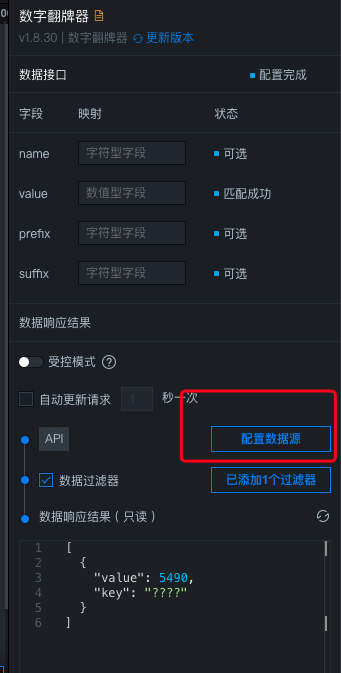 数字翻牌器
v1.8.30 | 数字翻牌器 更新版本
数据接口 配置完成
字段 映射 状态
name 字符型字段 可选
value 数值型字段 匹配成功
prefix 字符型字段 可选
suffix 字符型字段 可选
数据响应结果
受控模式 ?
自动更新请求 1 秒一次
API 配置数据源
数据过滤器 已添加1个过滤器
数据响应结果（只读）
1 [
2 {
3 "value": 5490,
4 "key": "????"
5 }
6 ]